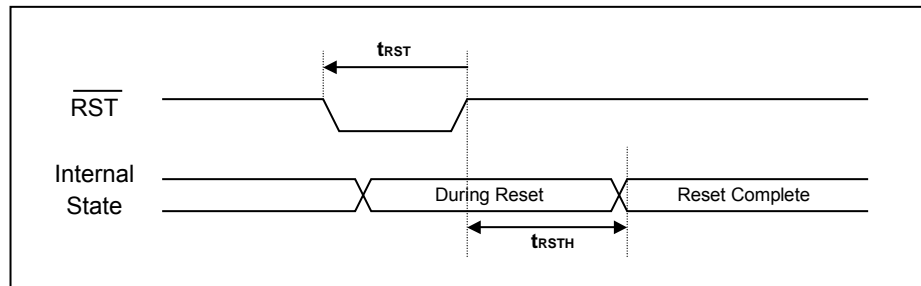 tRST
RST
Internal
State
During Reset
Reset Complete
tRSTH